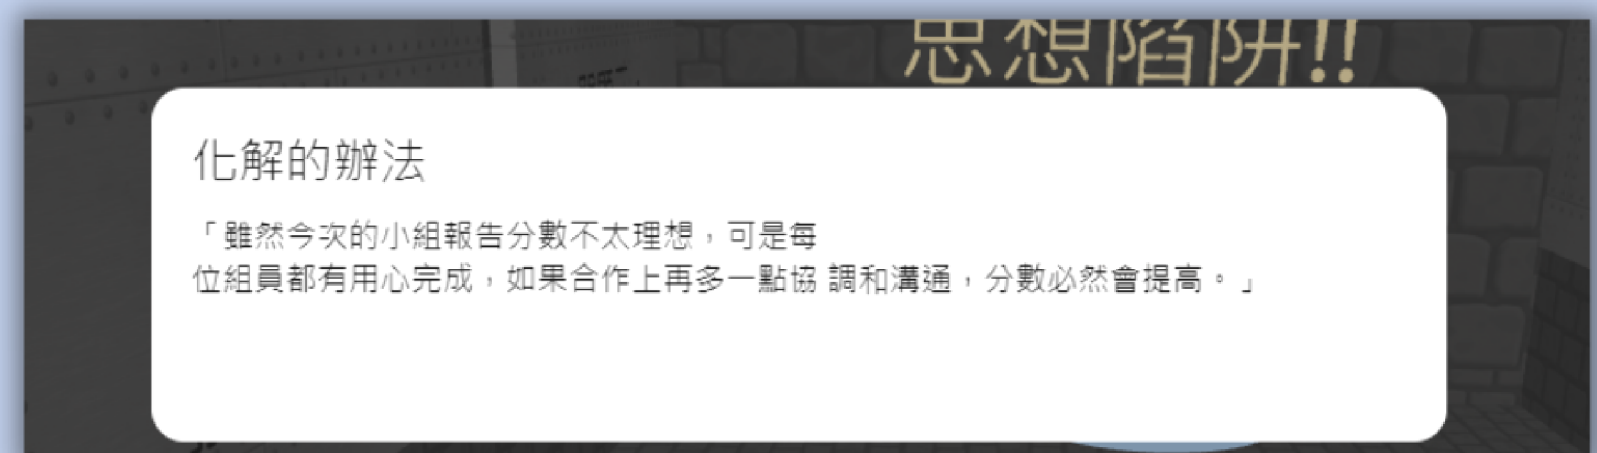 思想陷阱!!
化解的辦法
「雖然今次的小組報告分數不太理想，可是每
位組員都有用心完成，如果合作上再多一點協 調和溝通，分數必然會提高。」